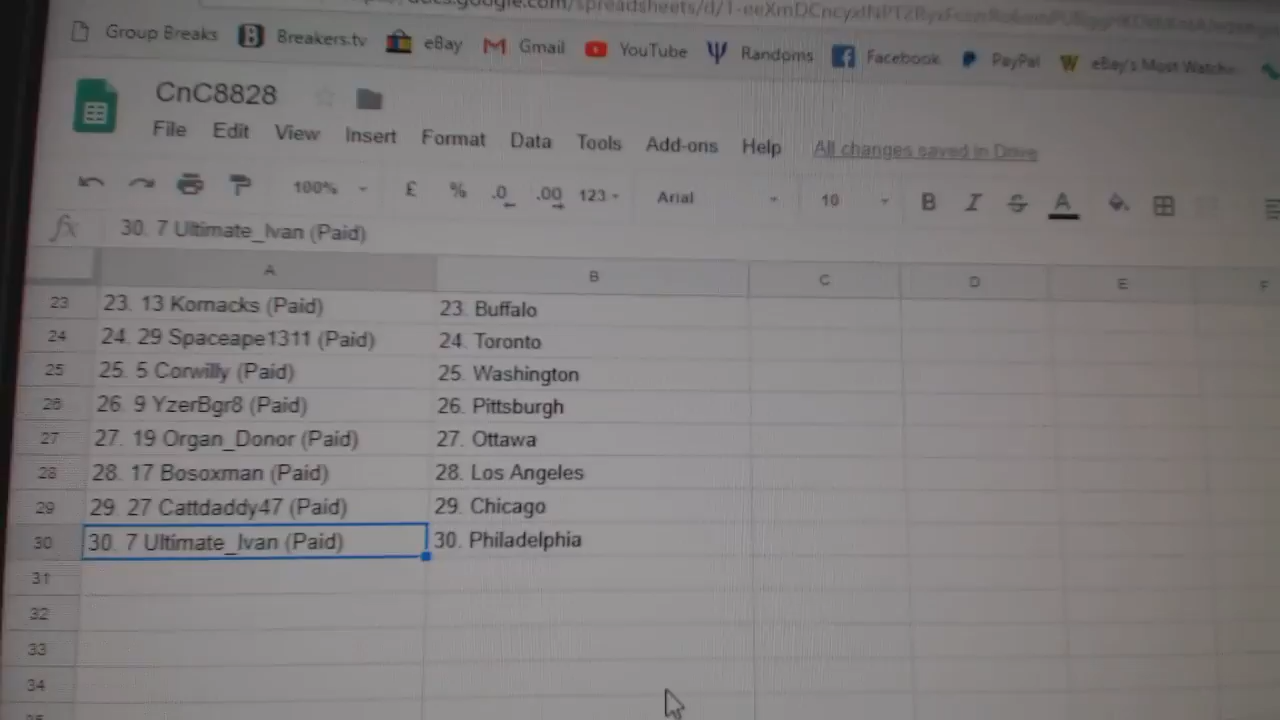 Group Breaks Breakers.tv eBay Gmail YouTube Randoms Facebook PayPal eBay's Most Watche
CnC8828
File Edit View Insert Format Data Tools Add-ons Help All changes saved in Drive
100% £ % .0 .00 123 Arial 10 B I S A
fx 30. 7 Ultimate_Ivan (Paid)
A B C D E F
23 23. 13 Kornacks (Paid) 23. Buffalo
24 24. 29 Spaceape1311 (Paid) 24. Toronto
25 25. 5 Corwilly (Paid) 25. Washington
26 26. 9 YzerBgr8 (Paid) 26. Pittsburgh
27 27. 19 Organ_Donor (Paid) 27. Ottawa
28 28. 17 Bosoxman (Paid) 28. Los Angeles
29 29. 27 Cattdaddy47 (Paid) 29. Chicago
30 30. 7 Ultimate_Ivan (Paid) 30. Philadelphia
31
32
33
34